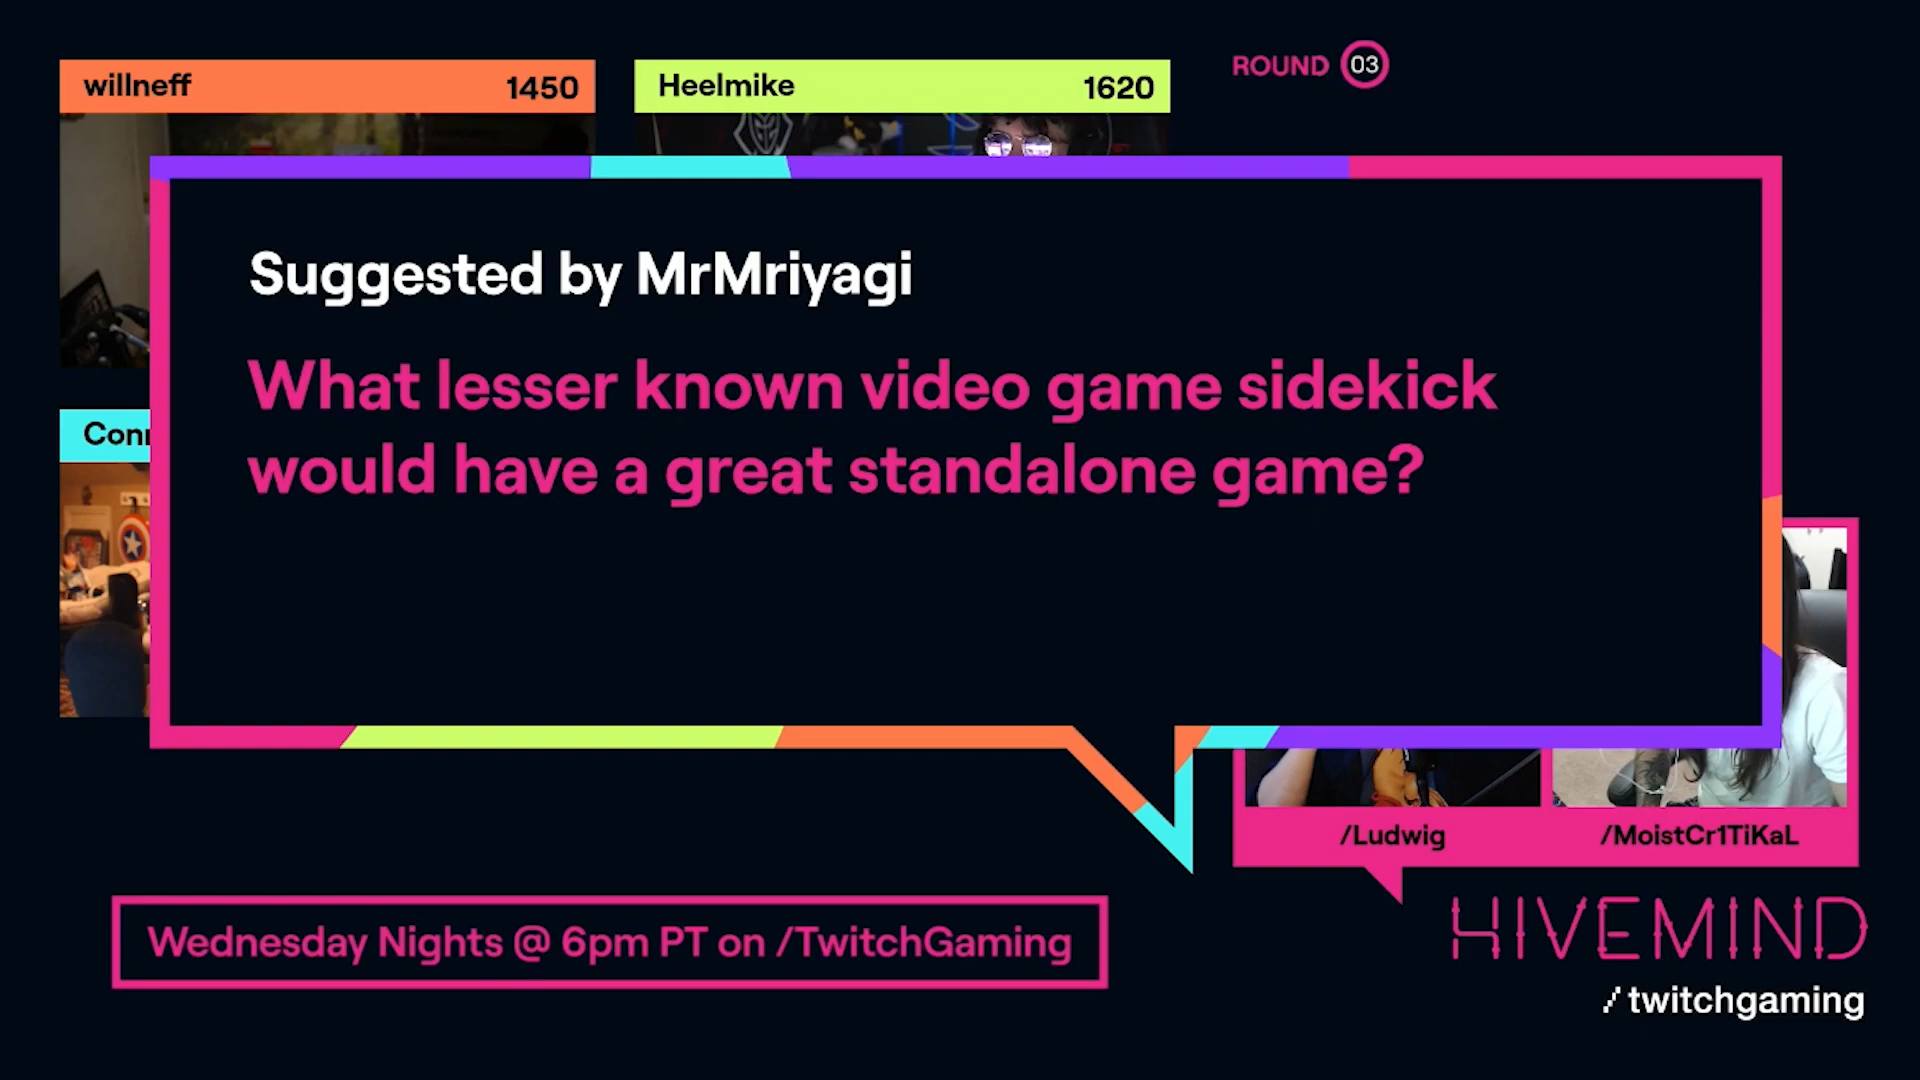 willneff 1450
Heelmike 1620
ROUND 03
Suggested by MrMriyagi
What lesser known video game sidekick
would have a great standalone game?
/Ludwig
/MoistCr1TiKaL
Wednesday Nights @ 6pm PT on /TwitchGaming
HIVEMIND
/twitchgaming